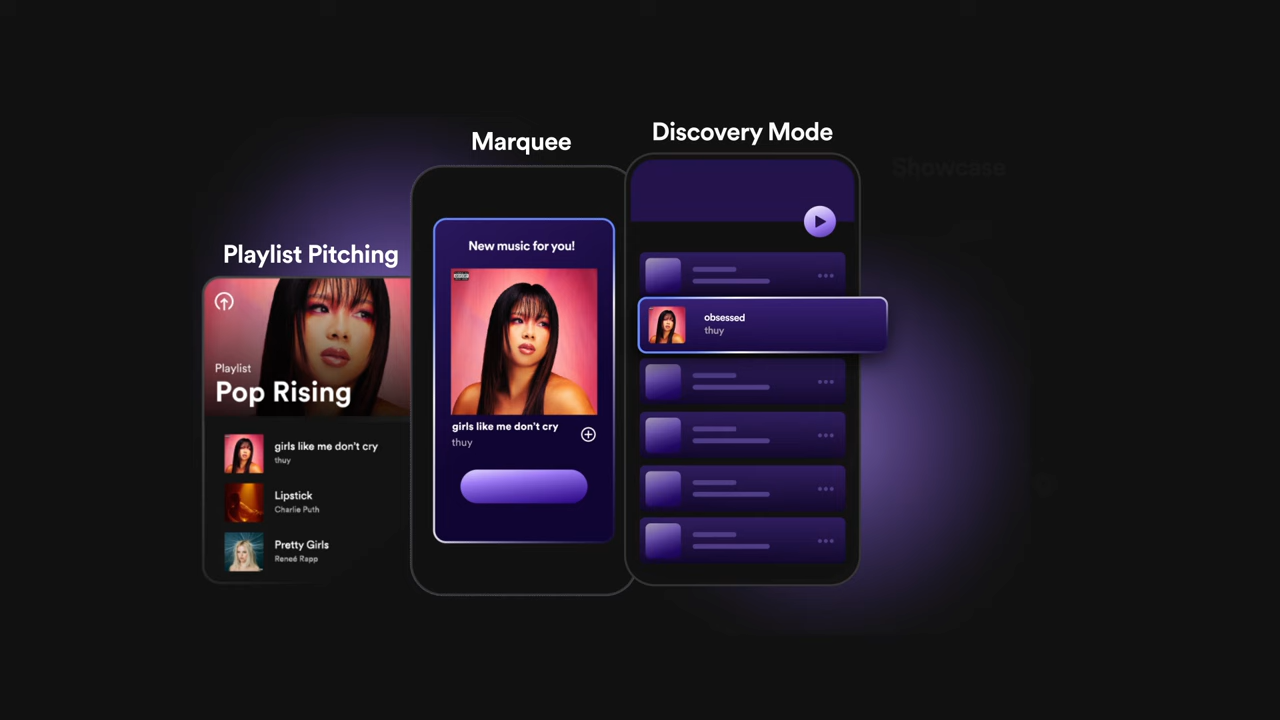 Playlist Pitching
Playlist
Pop Rising
girls like me don't cry
thuy
Lipstick
Charlie Puth
Pretty Girls
Reneé Rapp
Marquee
New music for you!
girls like me don't cry
thuy
Discovery Mode
obsessed
thuy
Showcase